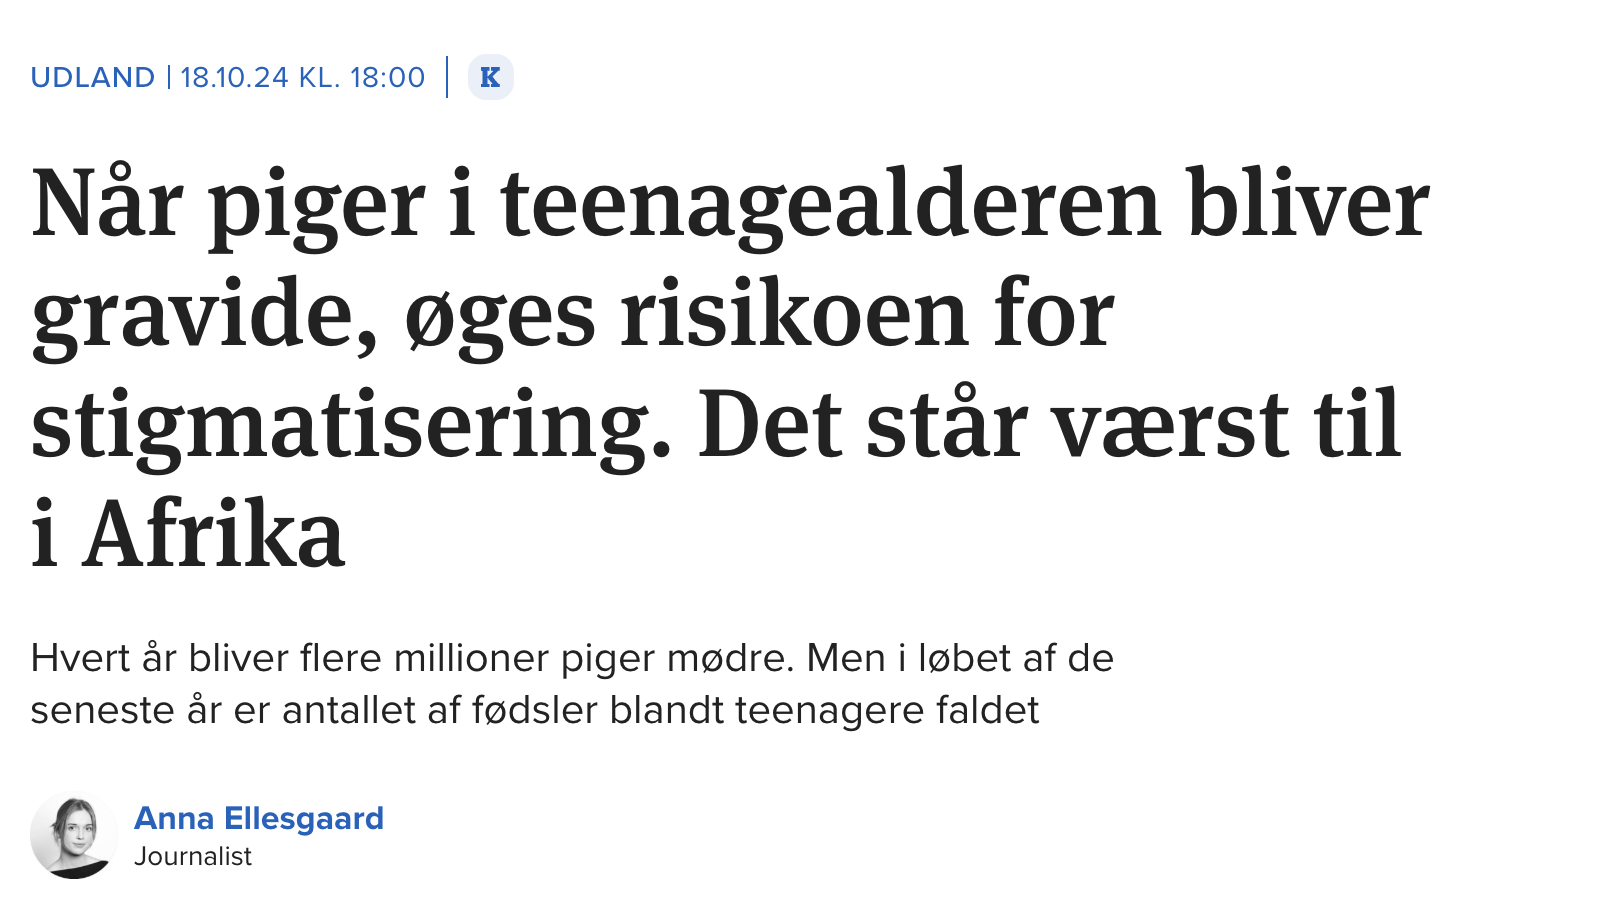 UDLAND | 18.10.24 KL. 18:00 | K
Når piger i teenagealderen bliver
gravide, øges risikoen for
stigmatisering. Det står værst til
i Afrika
Hvert år bliver flere millioner piger mødre. Men i løbet af de
seneste år er antallet af fødsler blandt teenagere faldet
Anna Ellesgaard
Journalist